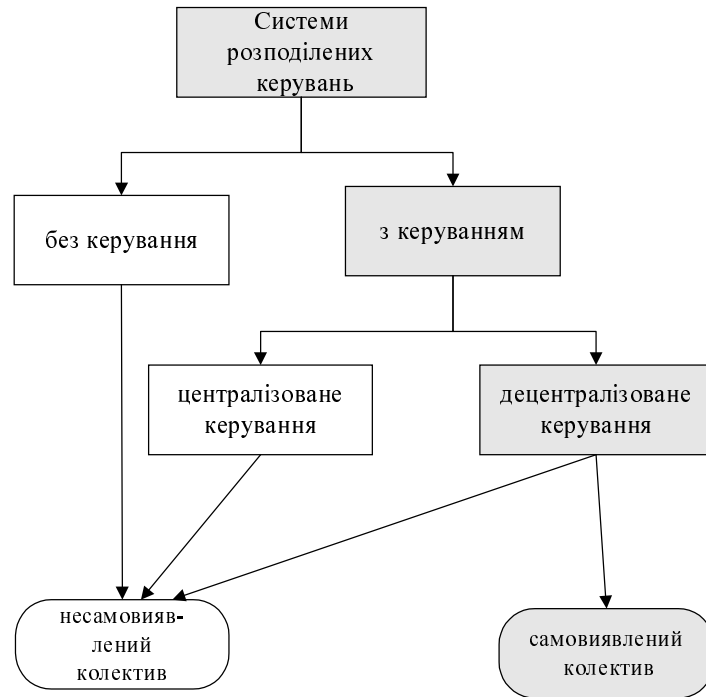 Системи
розподілених
керувань
без керування
з керуванням
централізоване
керування
децентралізоване
керування
несамовияв-
лений
колектив
самовиявлений
колектив